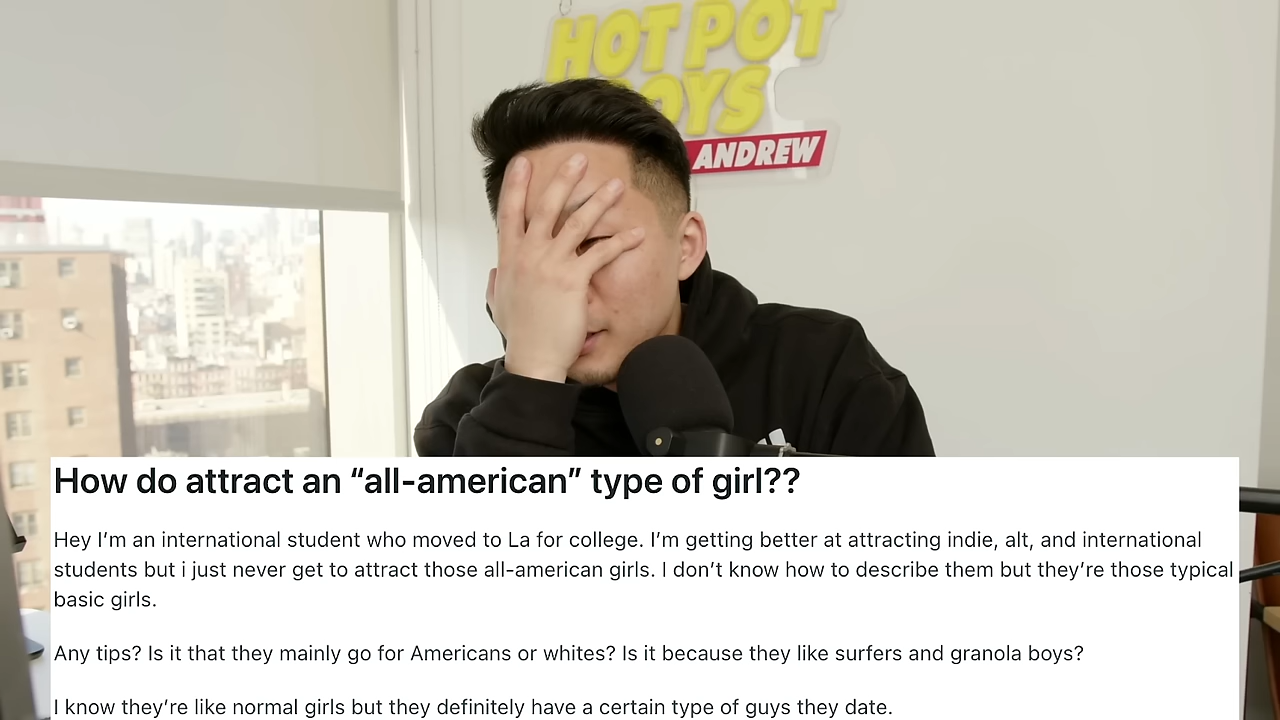 HOT POT
BOYS
ANDREW
How do attract an “all-american” type of girl??
Hey I’m an international student who moved to La for college. I’m getting better at attracting indie, alt, and international
students but i just never get to attract those all-american girls. I don’t know how to describe them but they’re those typical
basic girls.
Any tips? Is it that they mainly go for Americans or whites? Is it because they like surfers and granola boys?
I know they’re like normal girls but they definitely have a certain type of guys they date.